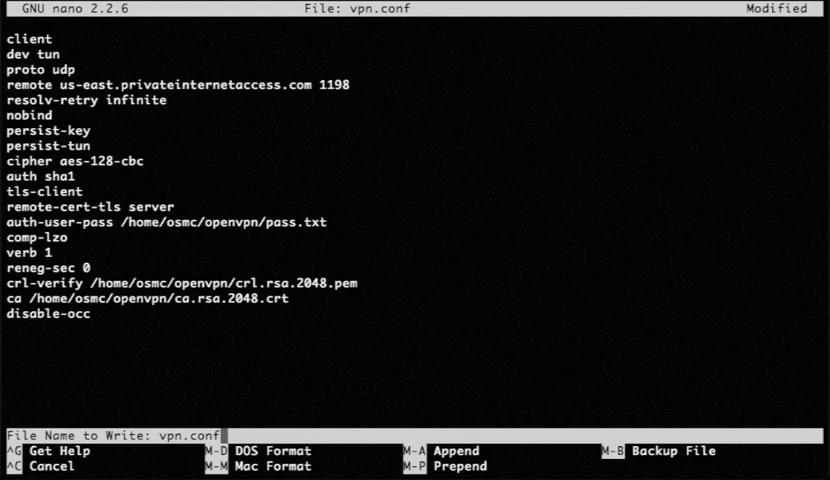 GNU nano 2.2.6 File: vpn.conf Modified
client
dev tun
proto udp
remote us-east.privateinternetaccess.com 1198
resolv-retry infinite
nobind
persist-key
persist-tun
cipher aes-128-cbc
auth sha1
tls-client
remote-cert-tls server
auth-user-pass /home/osmc/openvpn/pass.txt
comp-lzo
verb 1
reneg-sec 0
crl-verify /home/osmc/openvpn/crl.rsa.2048.pem
ca /home/osmc/openvpn/ca.rsa.2048.crt
disable-occ
File Name to Write: vpn.conf
^G Get Help M-D DOS Format M-A Append M-B Backup File
^C Cancel M-M Mac Format M-P Prepend